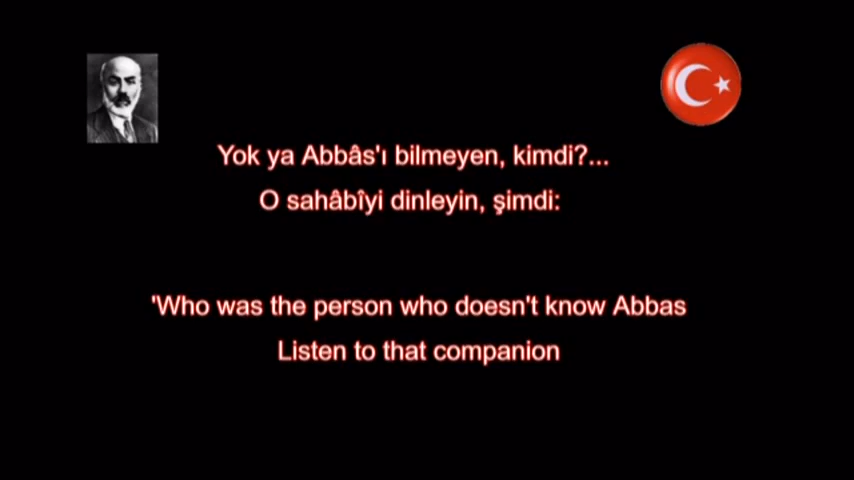 Yok ya Abbâs'ı bilmeyen, kimdi?...
O sahâbîyi dinleyin, şimdi:
'Who was the person who doesn't know Abbas
Listen to that companion